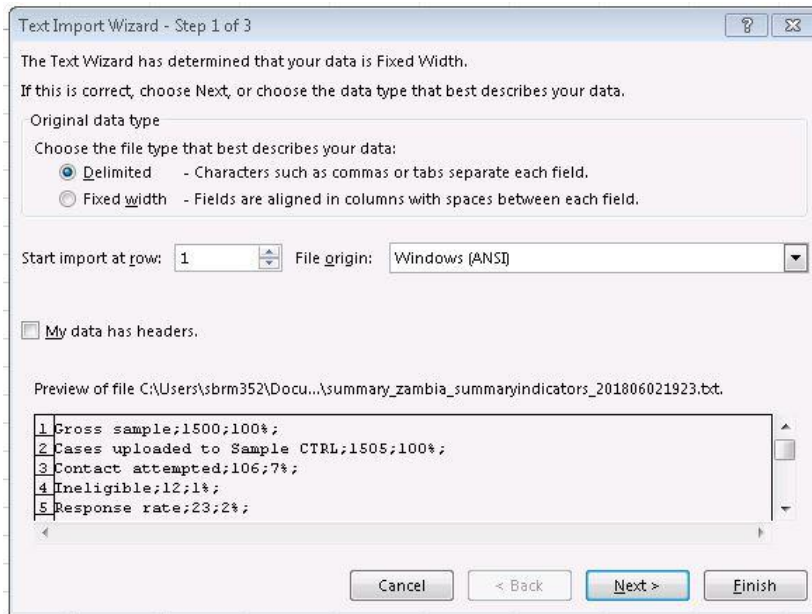 Text Import Wizard - Step 1 of 3
The Text Wizard has determined that your data is Fixed Width.
If this is correct, choose Next, or choose the data type that best describes your data.
Original data type
Choose the file type that best describes your data:
Delimited - Characters such as commas or tabs separate each field.
Fixed width - Fields are aligned in columns with spaces between each field.
Start import at row: 1 File origin: Windows (ANSI)
My data has headers.
Preview of file C:\Users\sbrm352\Docu...\summary_zambia_summaryindicators_201806021923.txt.
1 Gross sample;1500;100%;
2 Cases uploaded to Sample CTRL;1505;100%;
3 Contact attempted;106;7%;
4 Ineligible;12;1%;
5 Response rate;23;2%;
Cancel < Back Next > Finish